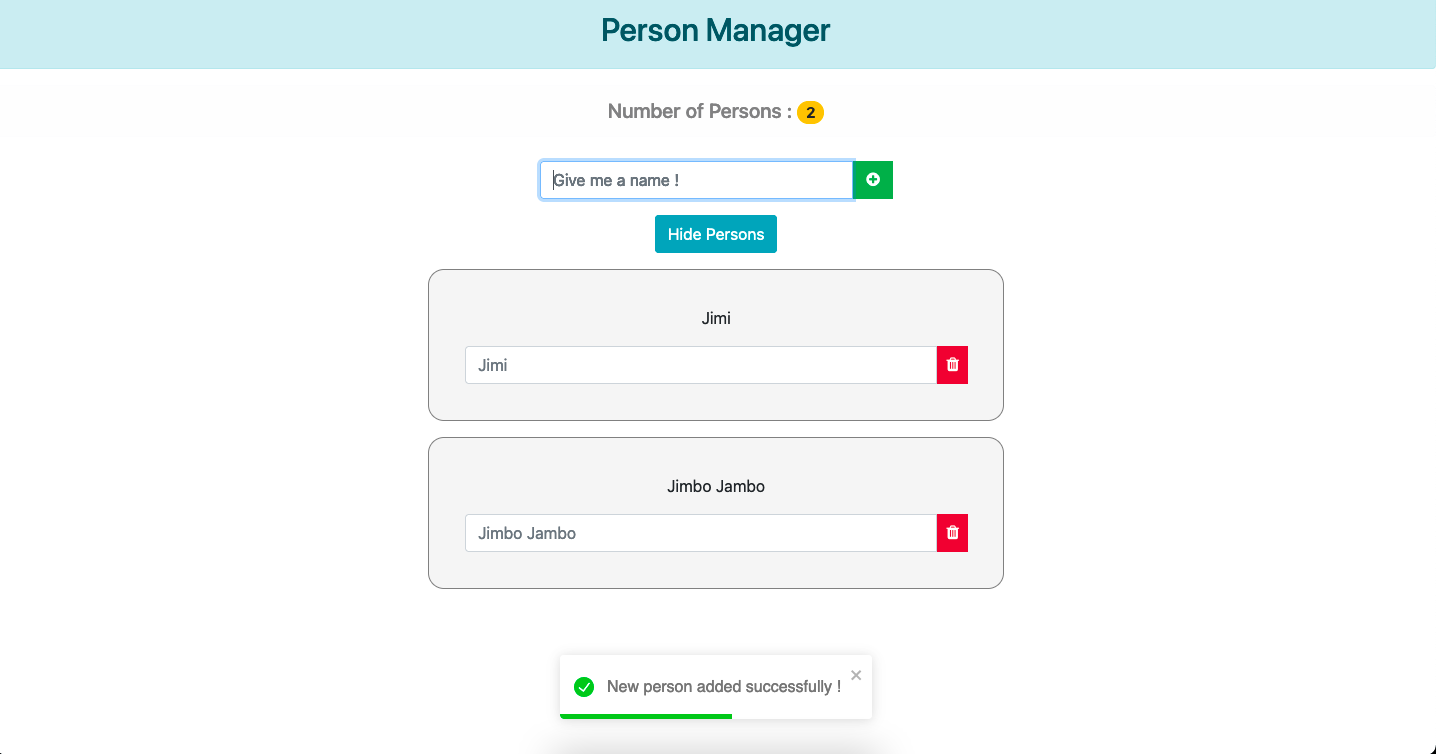 Person Manager
Number of Persons : 2
Give me a name !
Hide Persons
Jimi
Jimi
Jimbo Jambo
Jimbo Jambo
New person added successfully !